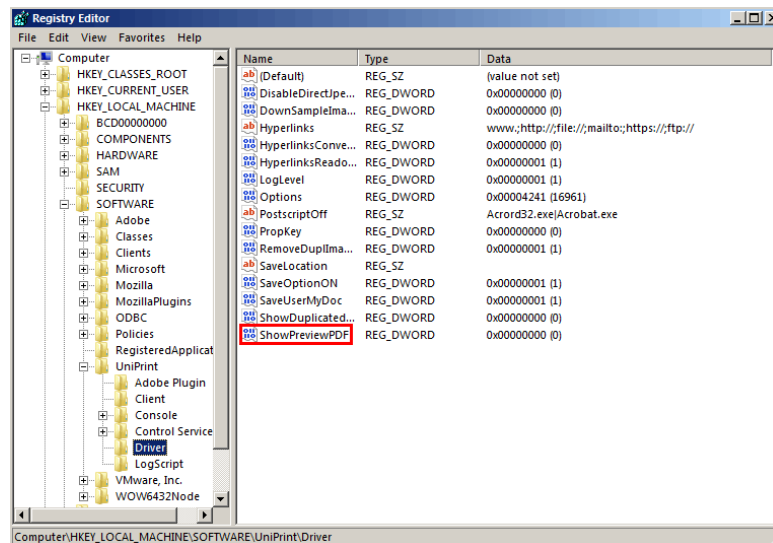 Registry Editor
File Edit View Favorites Help
Computer
HKEY_CLASSES_ROOT
HKEY_CURRENT_USER
HKEY_LOCAL_MACHINE
BCD00000000
COMPONENTS
HARDWARE
SAM
SECURITY
SOFTWARE
Adobe
Classes
Clients
Microsoft
Mozilla
MozillaPlugins
ODBC
Policies
RegisteredApplicat
UniPrint
Adobe Plugin
Client
Console
Control Service
Driver
LogScript
VMware, Inc.
WOW6432Node
Name Type Data
(Default) REG_SZ (value not set)
DisableDirectJpe... REG_DWORD 0x00000000 (0)
DownSampleIma... REG_DWORD 0x00000000 (0)
Hyperlinks REG_SZ www.;http://;file://;mailto:;https://;ftp://
HyperlinksConve... REG_DWORD 0x00000000 (0)
HyperlinksReado... REG_DWORD 0x00000001 (1)
LogLevel REG_DWORD 0x00000001 (1)
Options REG_DWORD 0x00004241 (16961)
PostscriptOff REG_SZ Acrord32.exe|Acrobat.exe
PropKey REG_DWORD 0x00000000 (0)
RemoveDuplIma... REG_DWORD 0x00000001 (1)
SaveLocation REG_SZ
SaveOptionON REG_DWORD 0x00000001 (1)
SaveUserMyDoc REG_DWORD 0x00000001 (1)
ShowDuplicated... REG_DWORD 0x00000000 (0)
ShowPreviewPDF REG_DWORD 0x00000000 (0)
Computer\HKEY_LOCAL_MACHINE\SOFTWARE\UniPrint\Driver